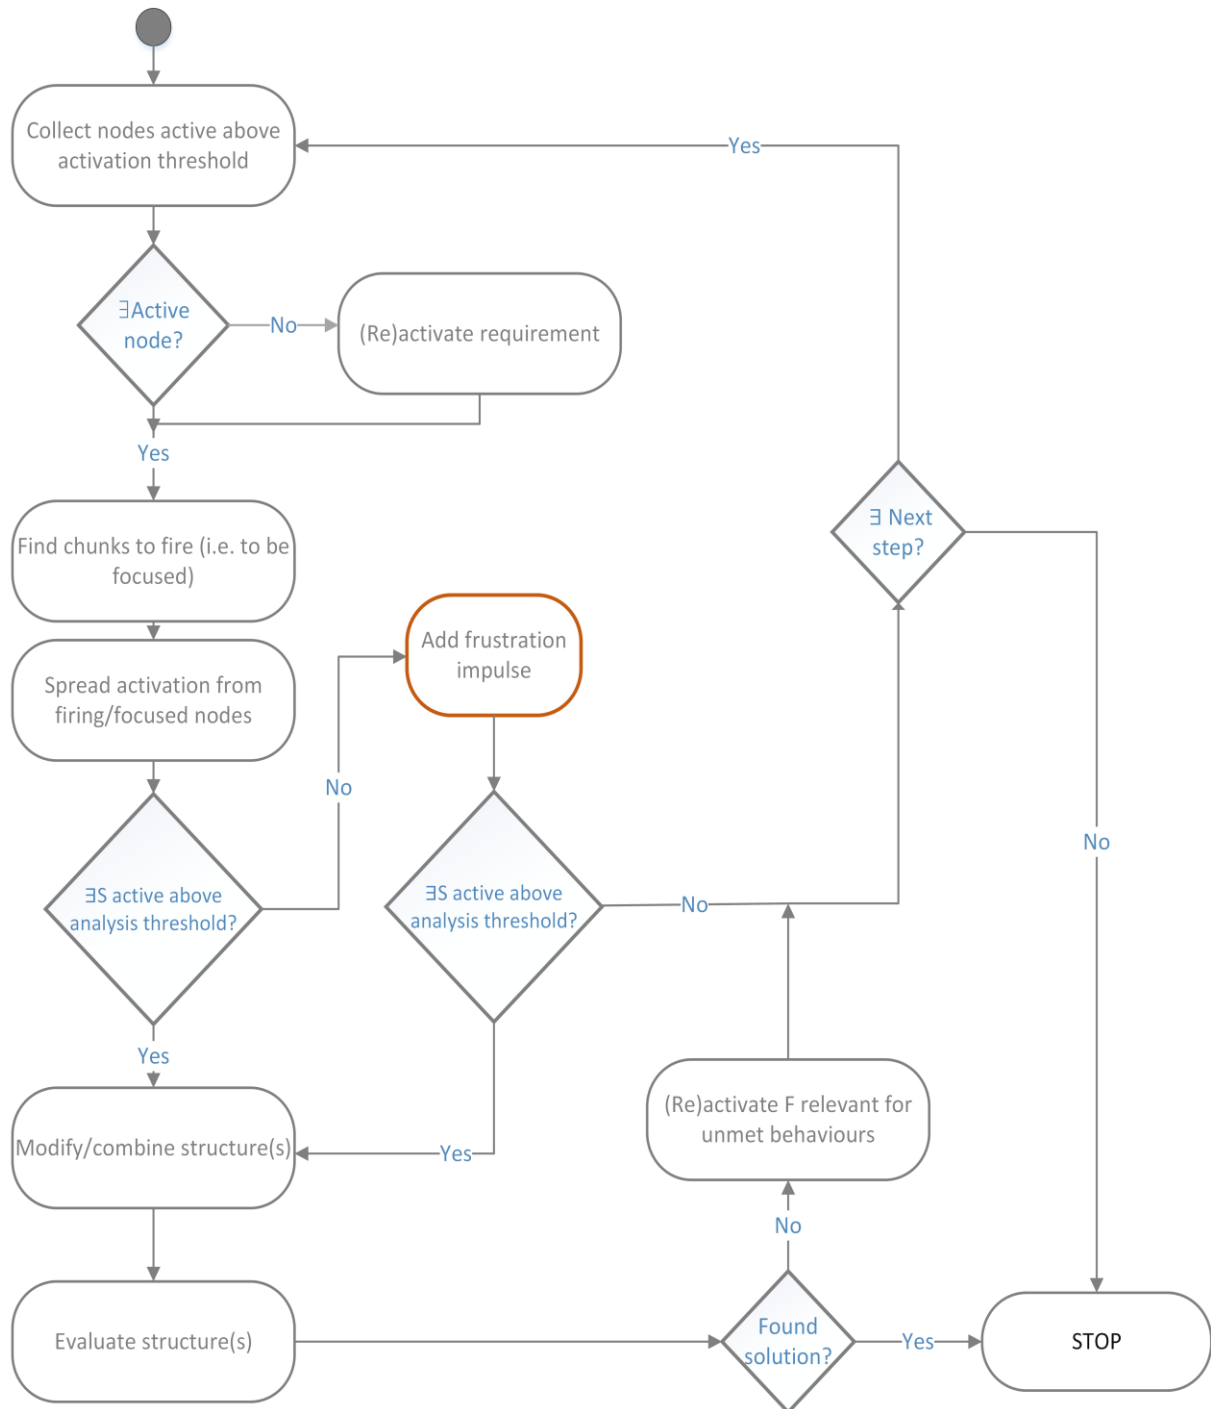 Collect nodes active above
activation threshold
Yes
∃Active
node?
No
(Re)activate requirement
Yes
∃ Next
step?
Find chunks to fire (i.e. to be
focused)
Add frustration
impulse
Spread activation from
firing/focused nodes
No
No
∃S active above
analysis threshold?
∃S active above
analysis threshold?
No
Yes
(Re)activate F relevant for
unmet behaviours
Modify/combine structure(s)
Yes
No
Evaluate structure(s)
Found
solution?
Yes
STOP